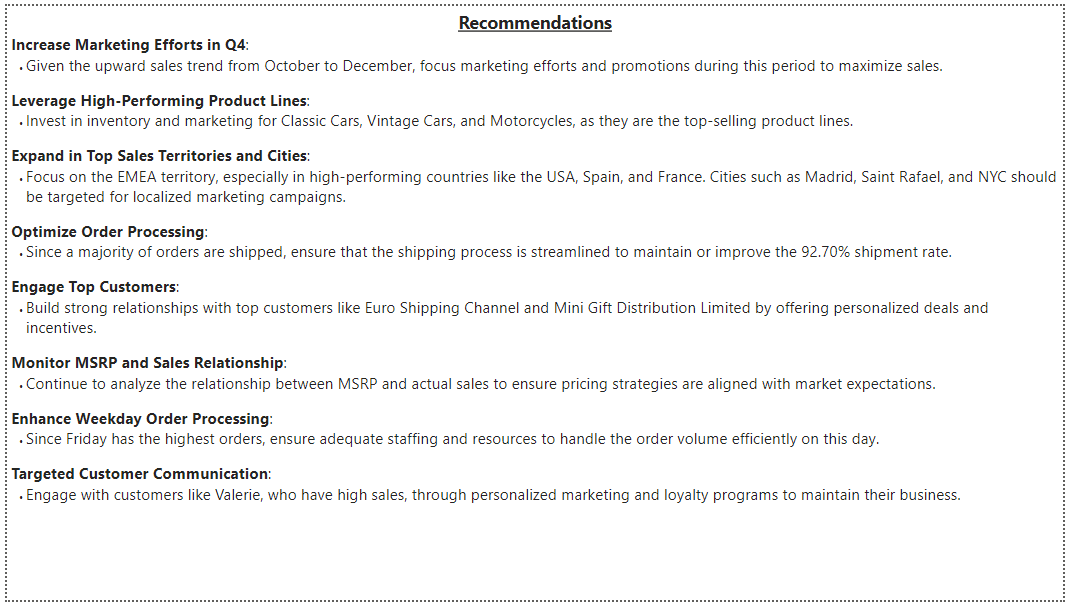 Recommendations
Increase Marketing Efforts in Q4:
• Given the upward sales trend from October to December, focus marketing efforts and promotions during this period to maximize sales.
Leverage High-Performing Product Lines:
• Invest in inventory and marketing for Classic Cars, Vintage Cars, and Motorcycles, as they are the top-selling product lines.
Expand in Top Sales Territories and Cities:
• Focus on the EMEA territory, especially in high-performing countries like the USA, Spain, and France. Cities such as Madrid, Saint Rafael, and NYC should
be targeted for localized marketing campaigns.
Optimize Order Processing:
• Since a majority of orders are shipped, ensure that the shipping process is streamlined to maintain or improve the 92.70% shipment rate.
Engage Top Customers:
• Build strong relationships with top customers like Euro Shipping Channel and Mini Gift Distribution Limited by offering personalized deals and
incentives.
Monitor MSRP and Sales Relationship:
• Continue to analyze the relationship between MSRP and actual sales to ensure pricing strategies are aligned with market expectations.
Enhance Weekday Order Processing:
• Since Friday has the highest orders, ensure adequate staffing and resources to handle the order volume efficiently on this day.
Targeted Customer Communication:
• Engage with customers like Valerie, who have high sales, through personalized marketing and loyalty programs to maintain their business.